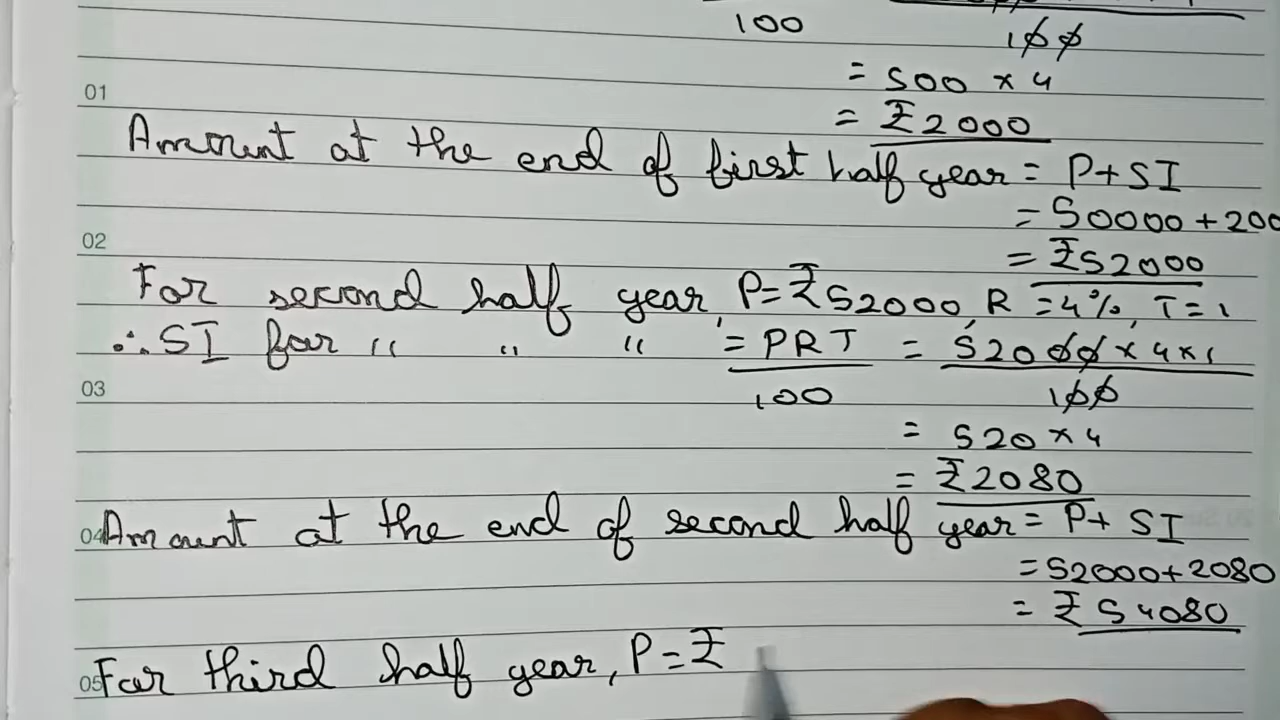 100 100
01
= 500 × 4
= ₹2000
Amount at the end of first half year = P+SI
= 50000 + 200
02
= ₹52000
For second half year, P=₹52000, R = 4%, T = 1
∴ SI for " " " = PRT = 52000 × 4 × 1
03
100 100
= 520 × 4
= ₹2080
04 Amount at the end of second half year = P+ SI
= 52000+2080
= ₹54080
05 For third half year, P=₹